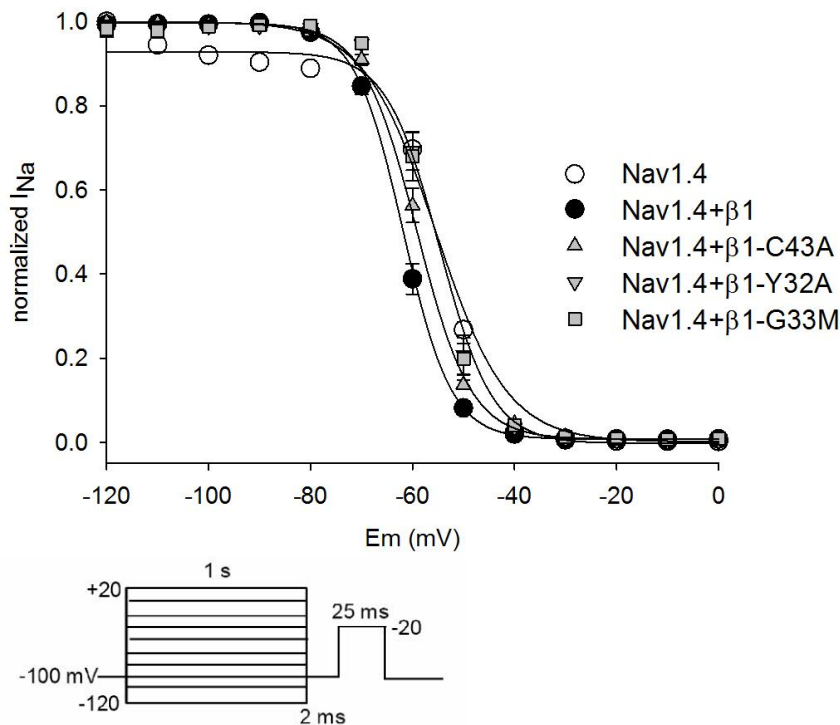 normalized INa
1.0
0.8
0.6
0.4
0.2
0.0
-120 -100 -80 -60 -40 -20 0
Em (mV)
Nav1.4
Nav1.4+β1
Nav1.4+β1-C43A
Nav1.4+β1-Y32A
Nav1.4+β1-G33M
1 s
+20
25 ms
-20
-100 mV
-120
2 ms